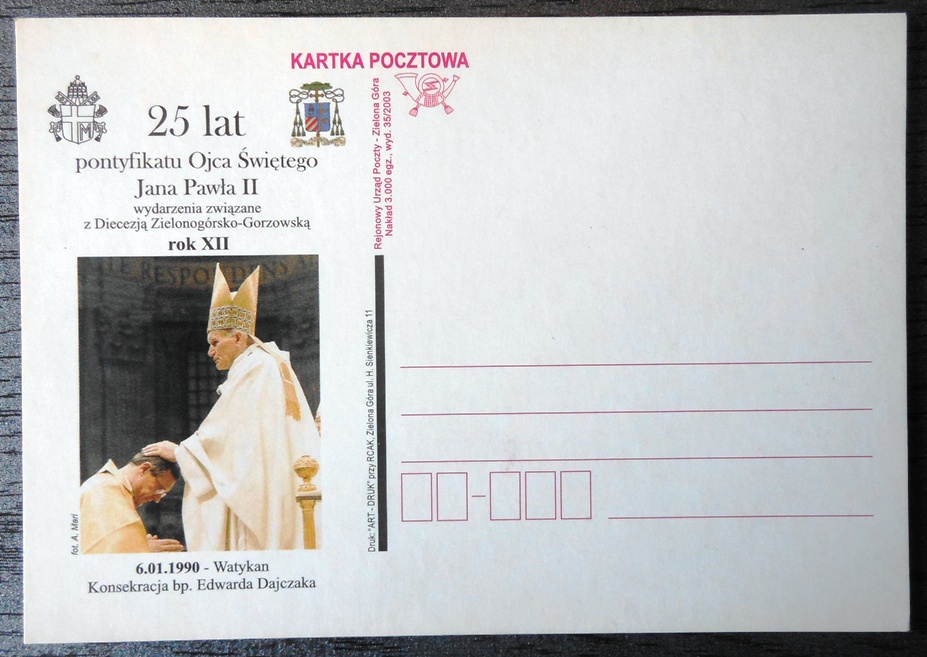 KARTKA POCZTOWA
25 lat
pontyfikatu Ojca Świętego
Jana Pawła II
wydarzenia związane
z Diecezją Zielonogórsko-Gorzowską
rok XII
TE RESPONDENS A
fot. A. Mari
6.01.1990 - Watykan
Konsekracja bp. Edwarda Dajczaka
Rejonowy Urząd Poczty - Zielona Góra
Nakład 3.000 egz., wyd. 35/2003
Druk: "ART - DRUK" przy RCAK, Zielona Góra ul. H. Sienkiewicza 11